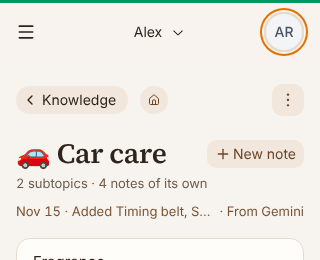 Alex
AR
Knowledge
Car care
New note
2 subtopics · 4 notes of its own
Nov 15 · Added Timing belt, S... · From Gemini